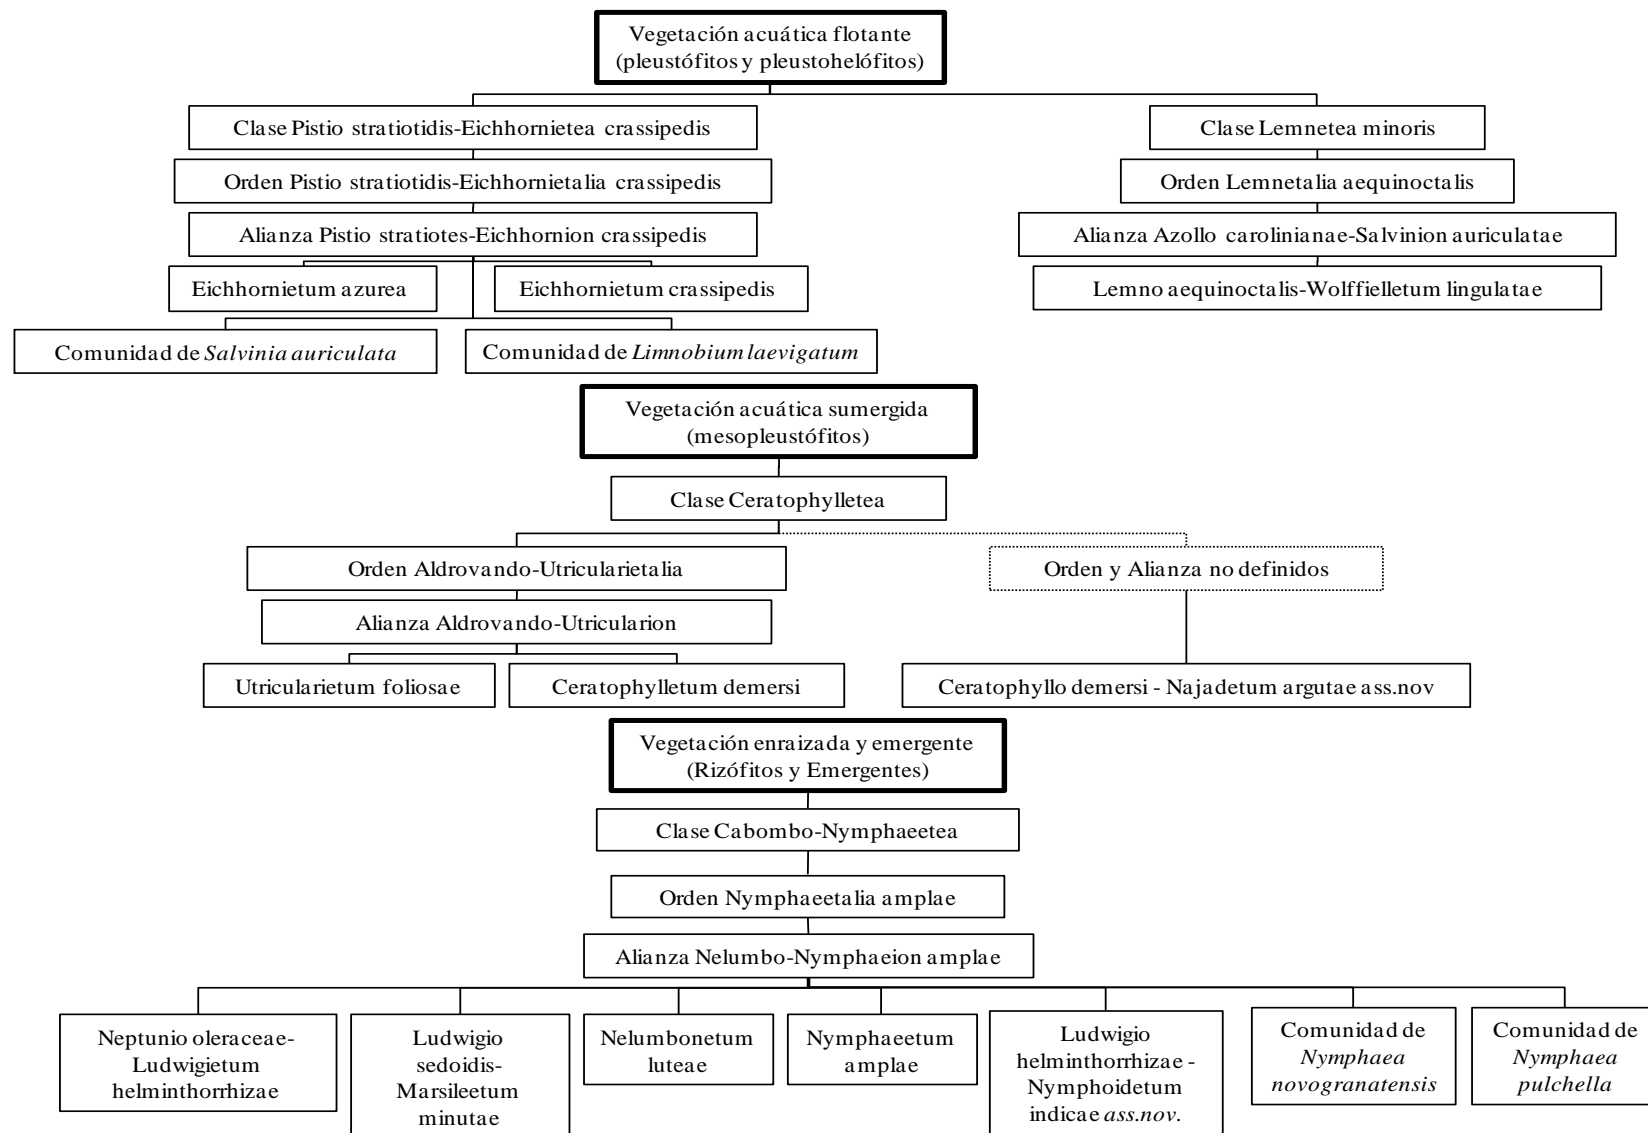 Vegetación acuática flotante
(pleustófitos y pleustohelófitos)
Clase Pistio stratiotidis-Eichhornietea crassipedis
Clase Lemnetea minoris
Orden Pistio stratiotidis-Eichhornietalia crassipedis
Orden Lemnetalia aequinoctalis
Alianza Pistio stratiotes-Eichhornion crassipedis
Alianza Azollo carolinianae-Salvinion auriculatae
Eichhornietum azurea
Eichhornietum crassipedis
Lemno aequinoctalis-Wolffielletum lingulatae
Comunidad de Salvinia auriculata
Comunidad de Limnobium laevigatum
Vegetación acuática sumergida
(mesopleustófitos)
Clase Ceratophylletea
Orden Aldrovando-Utricularietalia
Orden y Alianza no definidos
Alianza Aldrovando-Utricularion
Utricularietum foliosae
Ceratophylletum demersi
Ceratophyllo demersi - Najadetum argutae ass.nov
Vegetación enraizada y emergente
(Rizófitos y Emergentes)
Clase Cabombo-Nymphaeetea
Orden Nymphaeetalia amplae
Alianza Nelumbo-Nymphaeion amplae
Neptunio oleraceae-
Ludwigietum
helminthorrhizae
Ludwigio
sedoidis-
Marsileetum
minutae
Nelumbonetum
luteae
Nymphaeetum
amplae
Ludwigio
helminthorrhizae -
Nymphoidetum
indicae ass.nov.
Comunidad de
Nymphaea
novogranatensis
Comunidad de
Nymphaea
pulchella